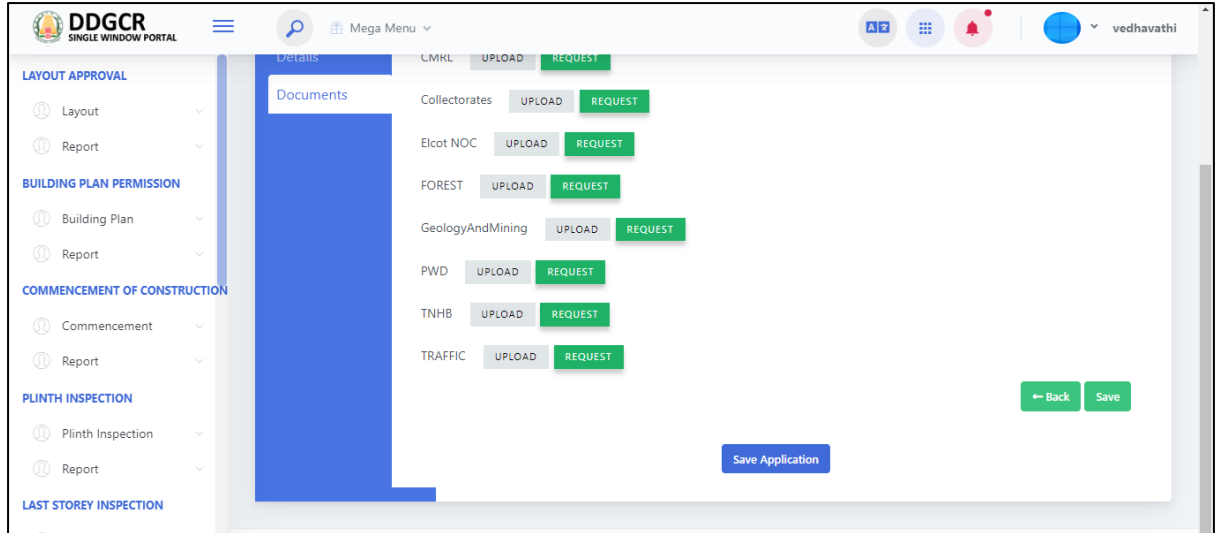 DDGCR
SINGLE WINDOW PORTAL
Mega Menu
vedhavathi
LAYOUT APPROVAL
Layout
Report
BUILDING PLAN PERMISSION
Building Plan
Report
COMMENCEMENT OF CONSTRUCTION
Commencement
Report
PLINTH INSPECTION
Plinth Inspection
Report
LAST STOREY INSPECTION
Details
Documents
CMRL UPLOAD REQUEST
Collectorates UPLOAD REQUEST
Elcot NOC UPLOAD REQUEST
FOREST UPLOAD REQUEST
GeologyAndMining UPLOAD REQUEST
PWD UPLOAD REQUEST
TNHB UPLOAD REQUEST
TRAFFIC UPLOAD REQUEST
← Back Save
Save Application